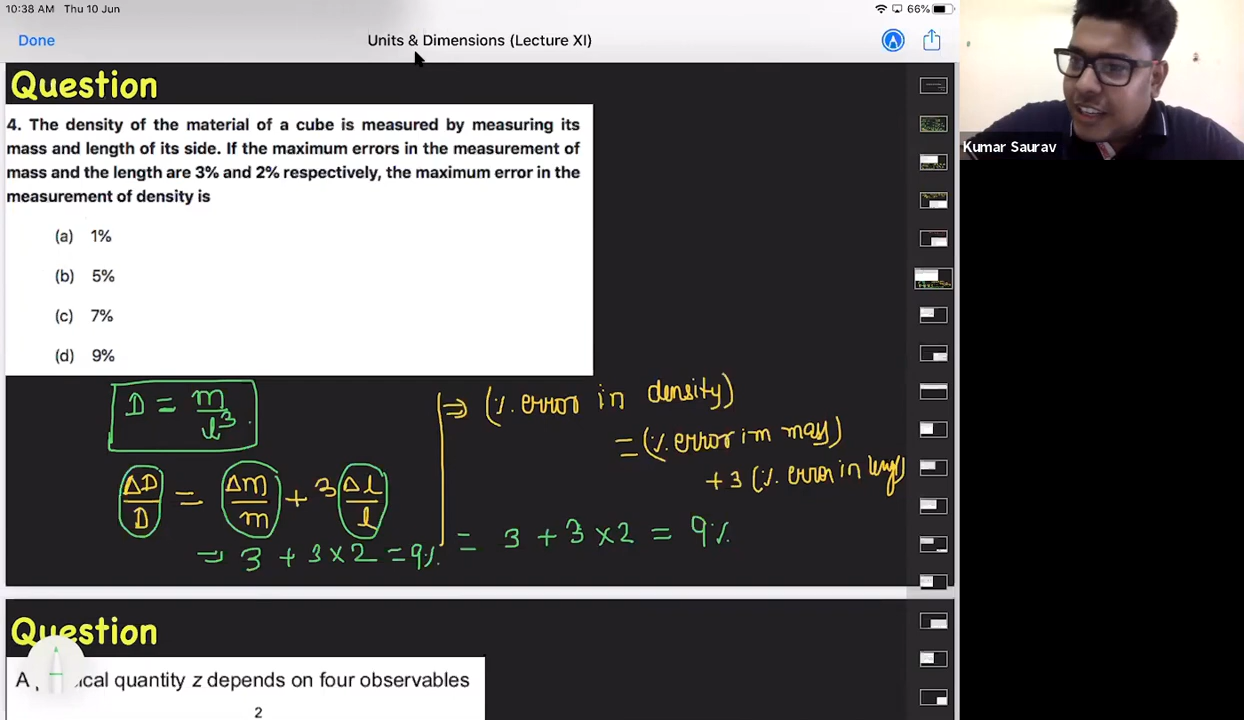 10:38 AM Thu 10 Jun
66%
Done
Units & Dimensions (Lecture XI)
Question
4. The density of the material of a cube is measured by measuring its
mass and length of its side. If the maximum errors in the measurement of
mass and the length are 3% and 2% respectively, the maximum error in the
measurement of density is
(a) 1%
(b) 5%
(c) 7%
(d) 9%
D = m/l³
ΔD/D = Δm/m + 3 Δl/l
⇒ 3 + 3×2 = 9%
⇒ (% error in density)
= (% error in mass)
+ 3 (% error in
= 3 + 3×2 = 9%
Question
A cal quantity z depends on four observables
2
Kumar Saurav